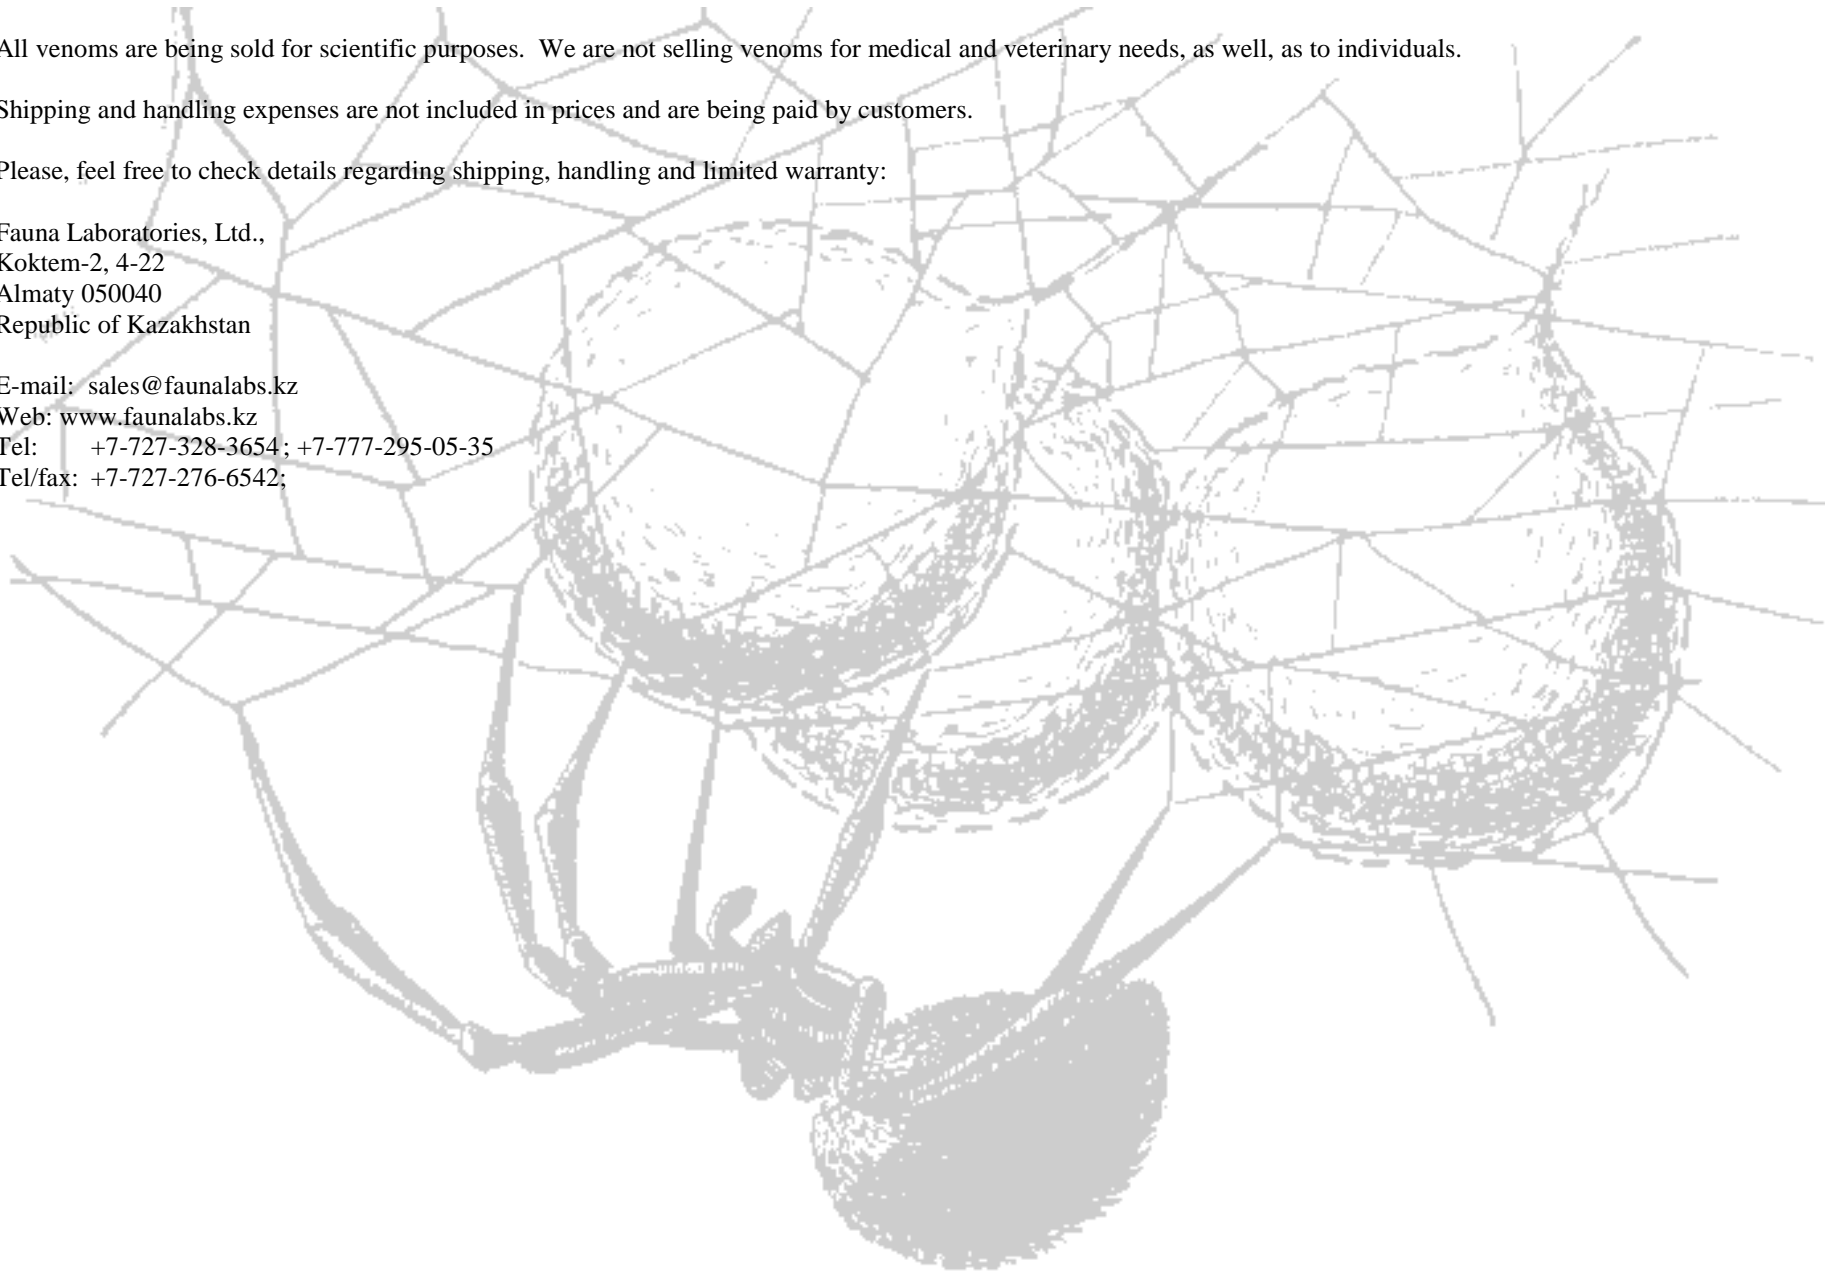 All venoms are being sold for scientific purposes.  We are not selling venoms for medical and veterinary needs, as well, as to individuals.
Shipping and handling expenses are not included in prices and are being paid by customers.
Please, feel free to check details regarding shipping, handling and limited warranty:
Fauna Laboratories, Ltd.,
Koktem-2, 4-22
Almaty 050040
Republic of Kazakhstan
E-mail:  sales@faunalabs.kz
Web: www.faunalabs.kz
Tel: +7-727-328-3654; +7-777-295-05-35
Tel/fax: +7-727-276-6542;